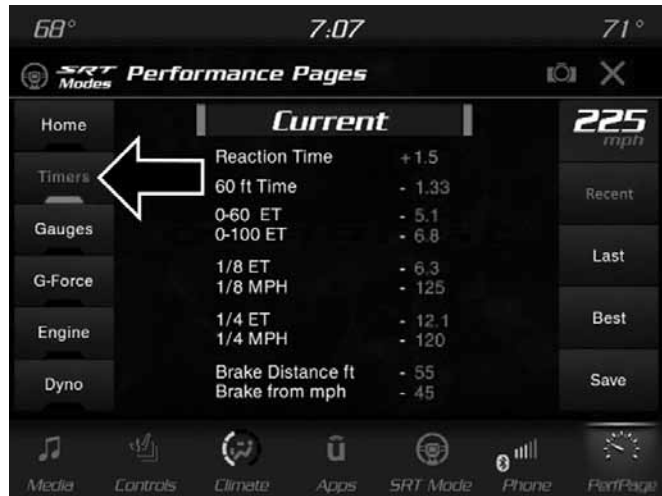 68° 7:07 71°
SRT Modes Performance Pages
Home
Timers
Gauges
G-Force
Engine
Dyno
Current
Reaction Time +1.5
60 ft Time - 1.33
0-60 ET - 5.1
0-100 ET - 6.8
1/8 ET - 6.3
1/8 MPH - 125
1/4 ET - 12.1
1/4 MPH - 120
Brake Distance ft - 55
Brake from mph - 45
225
mph
Recent
Last
Best
Save
Media Controls Climate Apps SRT Mode Phone PerfPage